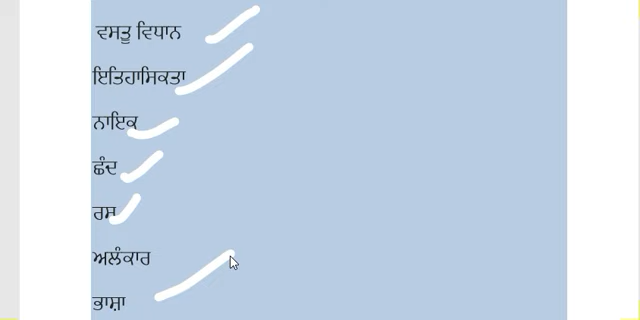 ਵਸਤੂ ਵਿਧਾਨ
ਇਤਿਹਾਸਿਕਤਾ
ਨਾਇਕ
ਛੰਦ
ਰਸ
ਅਲੰਕਾਰ
ਭਾਸ਼ਾ